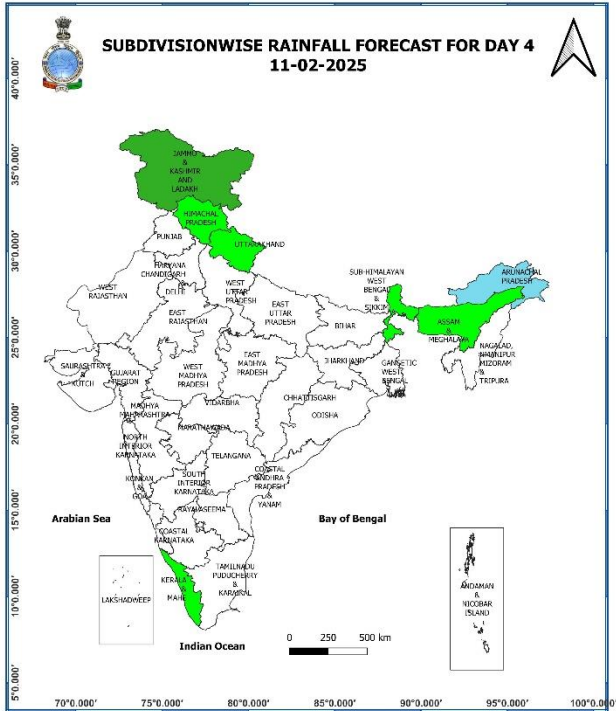 SUBDIVISIONWISE RAINFALL FORECAST FOR DAY 4
11-02-2025
40°0.000'
35°0.000'
30°0.000'
25°0.000'
20°0.000'
15°0.000'
10°0.000'
5°0.000'
JAMMU
&
KASHMIR
AND
LADAKH
HIMACHAL
PRADESH
PUNJAB
UTTARAKHAND
HARYANA
CHANDIGARH
DELHI
WEST
RAJASTHAN
WEST
UTTAR
PRADESH
EAST
RAJASTHAN
EAST
UTTAR
PRADESH
SUB-HIMALAYAN
WEST
BENGAL
&
SIKKIM
ARUNACHAL
PRADESH
BIHAR
ASSAM
&
MEGHALAYA
NAGALAD,
MANIPUR
MIZORAM
&
TRIPURA
SAURASHTRA
&
KUTCH
GUJARAT
REGION
WEST
MADHYA
PRADESH
EAST
MADHYA
PRADESH
JHARKHAND
GANGETIC
WEST
BENGAL
CHHATTISGARH
ODISHA
VIDARBHA
MADHYA
MAHARASHTRA
MARATHAWADA
NORTH
INTERIOR
KARNATAKA
TELANGANA
KONKAN
&
GOA
SOUTH
INTERIOR
KARNATAKA
COASTAL
ANDHRA
PRADESH
&
YANAM
RAYALASEEMA
Arabian Sea
Bay of Bengal
COASTAL
KARNATAKA
LAKSHADWEEP
KERALA
&
MAHE
TAMILNADU
PUDUCHERRY
&
KARAIKAL
ANDAMAN
&
NICOBAR
ISLAND
Indian Ocean
0 250 500 km
70°0.000' 75°0.000' 80°0.000' 85°0.000' 90°0.000' 95°0.000' 100°0.000'